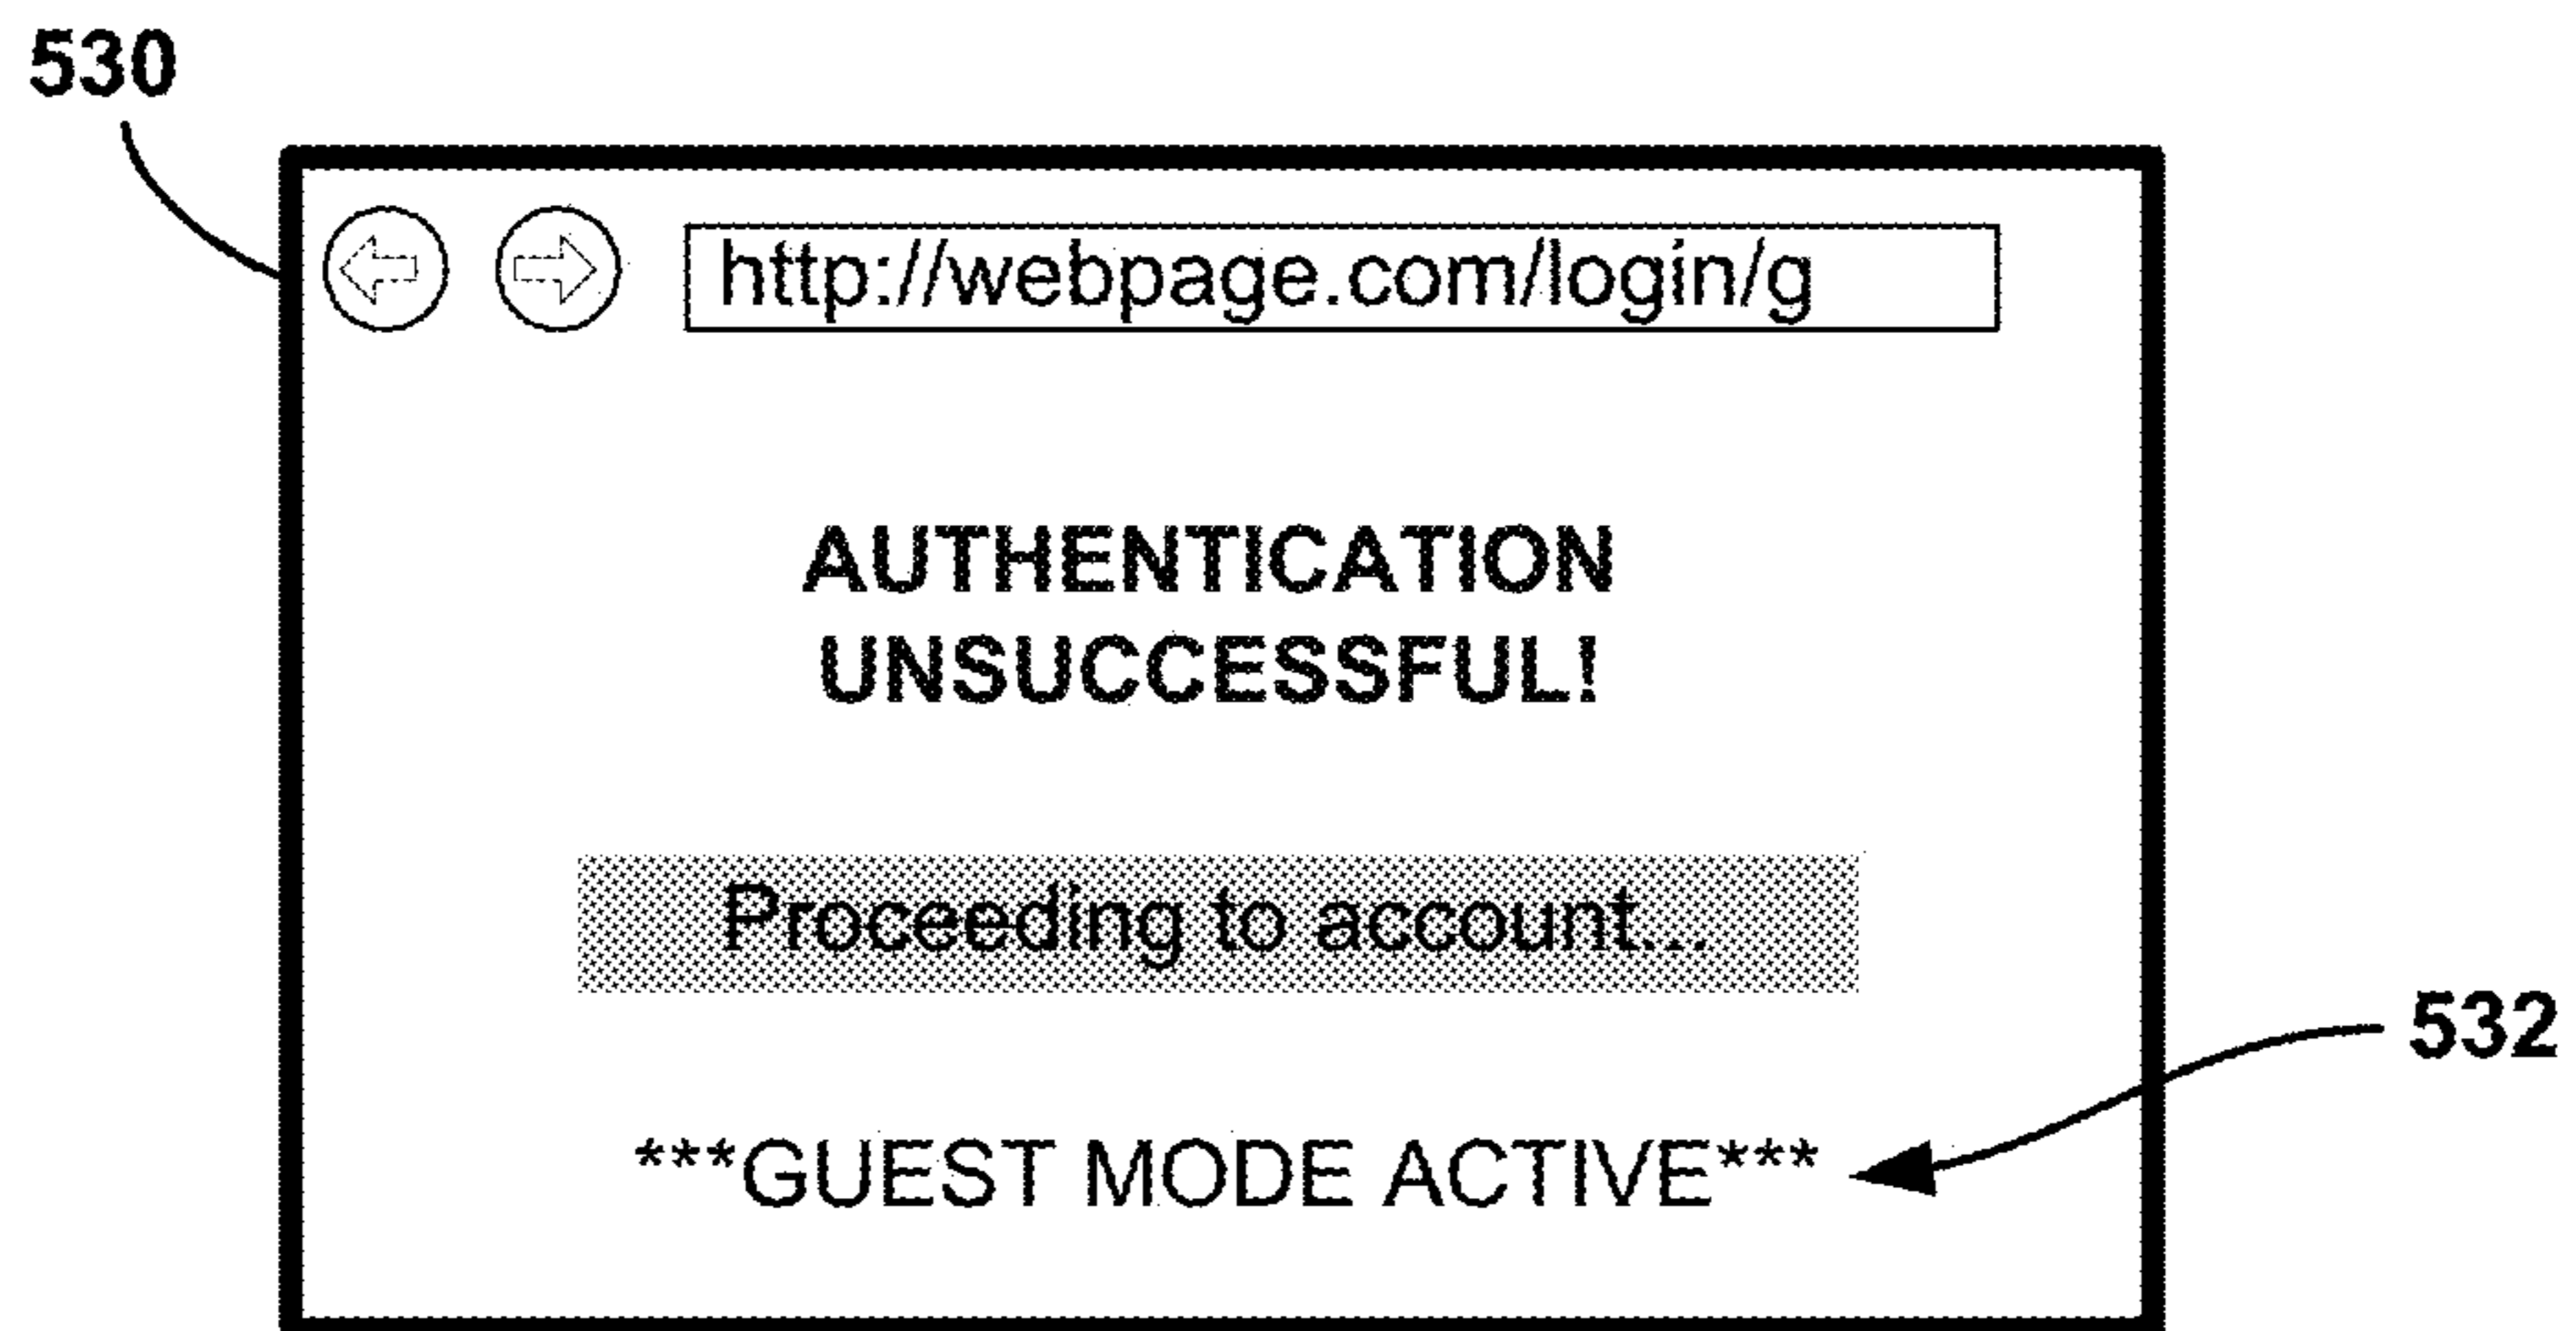 530
http://webpage.com/login/g
AUTHENTICATION
UNSUCCESSFUL!
Proceeding to account...
532
***GUEST MODE ACTIVE***